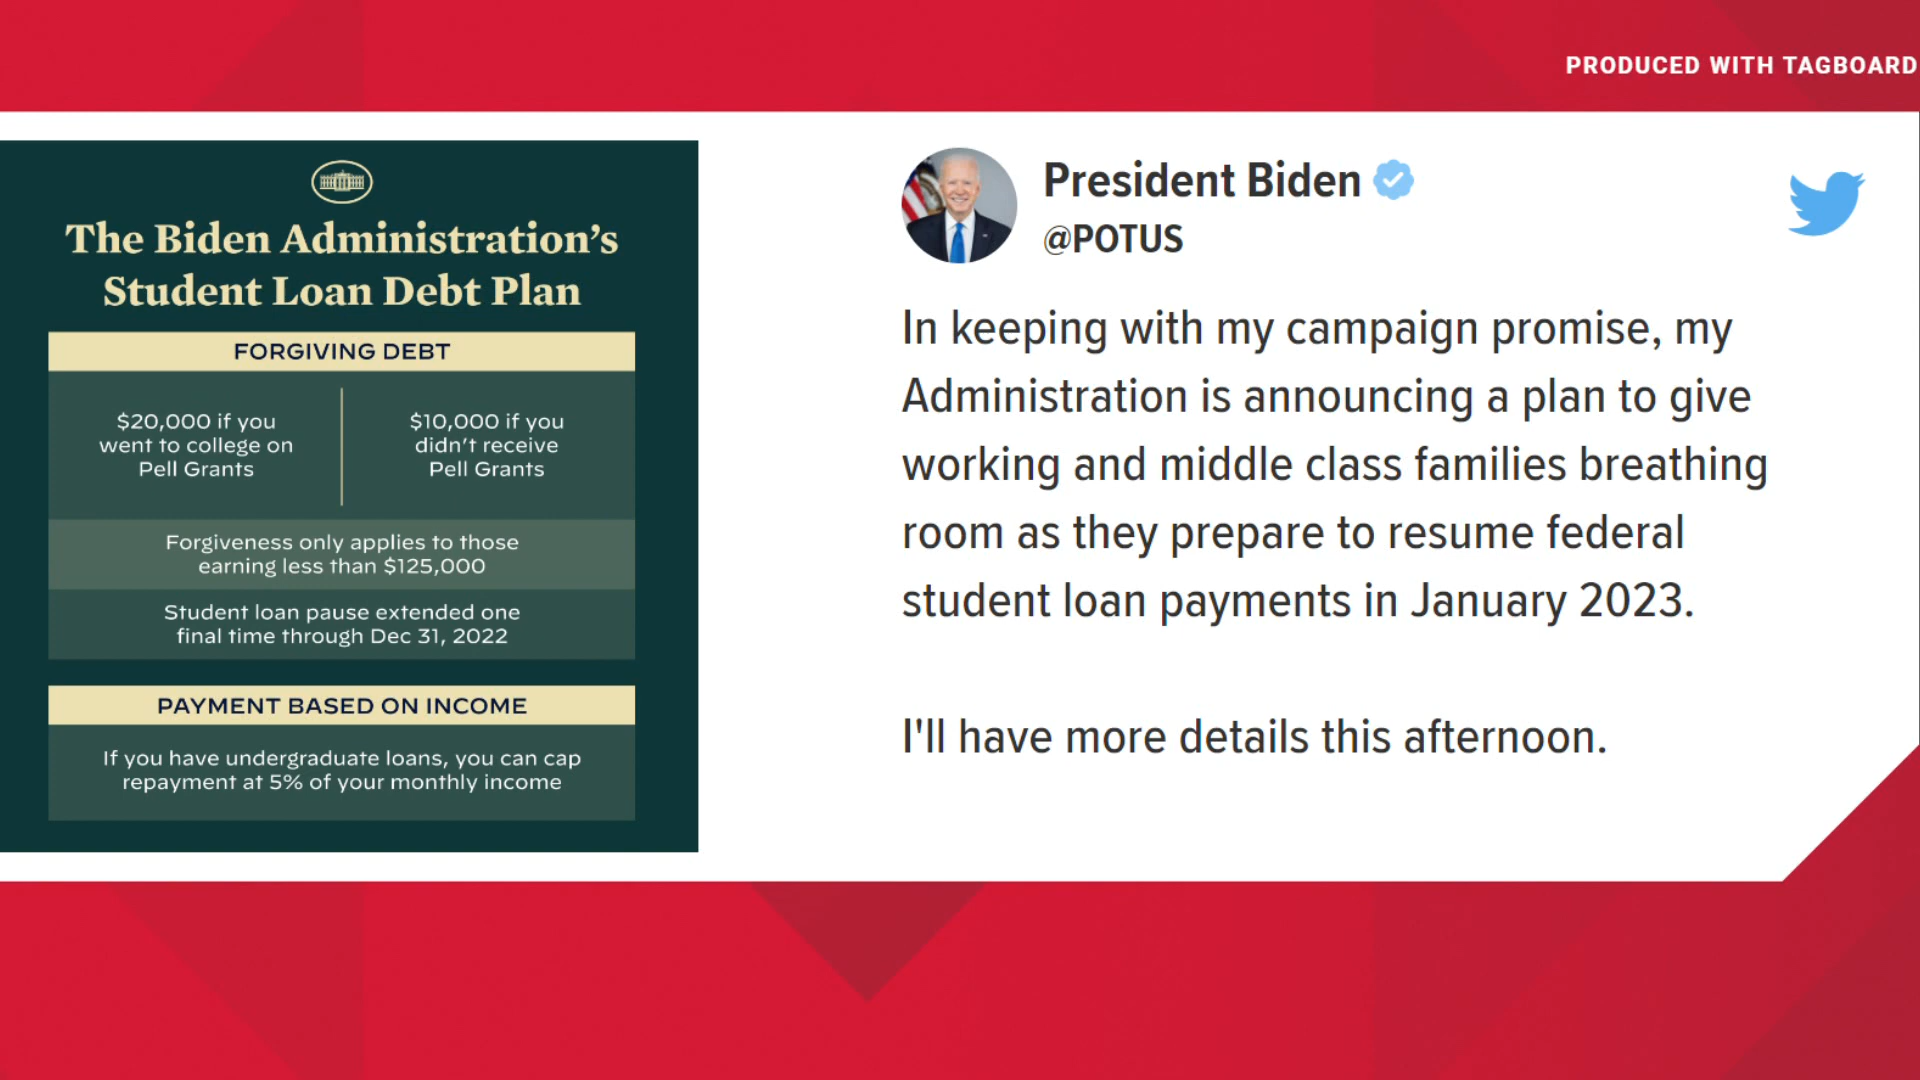 PRODUCED WITH TAGBOARD
The Biden Administration’s
Student Loan Debt Plan
FORGIVING DEBT
$20,000 if you
went to college on
Pell Grants
$10,000 if you
didn’t receive
Pell Grants
Forgiveness only applies to those
earning less than $125,000
Student loan pause extended one
final time through Dec 31, 2022
PAYMENT BASED ON INCOME
If you have undergraduate loans, you can cap
repayment at 5% of your monthly income
President Biden
@POTUS
In keeping with my campaign promise, my
Administration is announcing a plan to give
working and middle class families breathing
room as they prepare to resume federal
student loan payments in January 2023.
I'll have more details this afternoon.